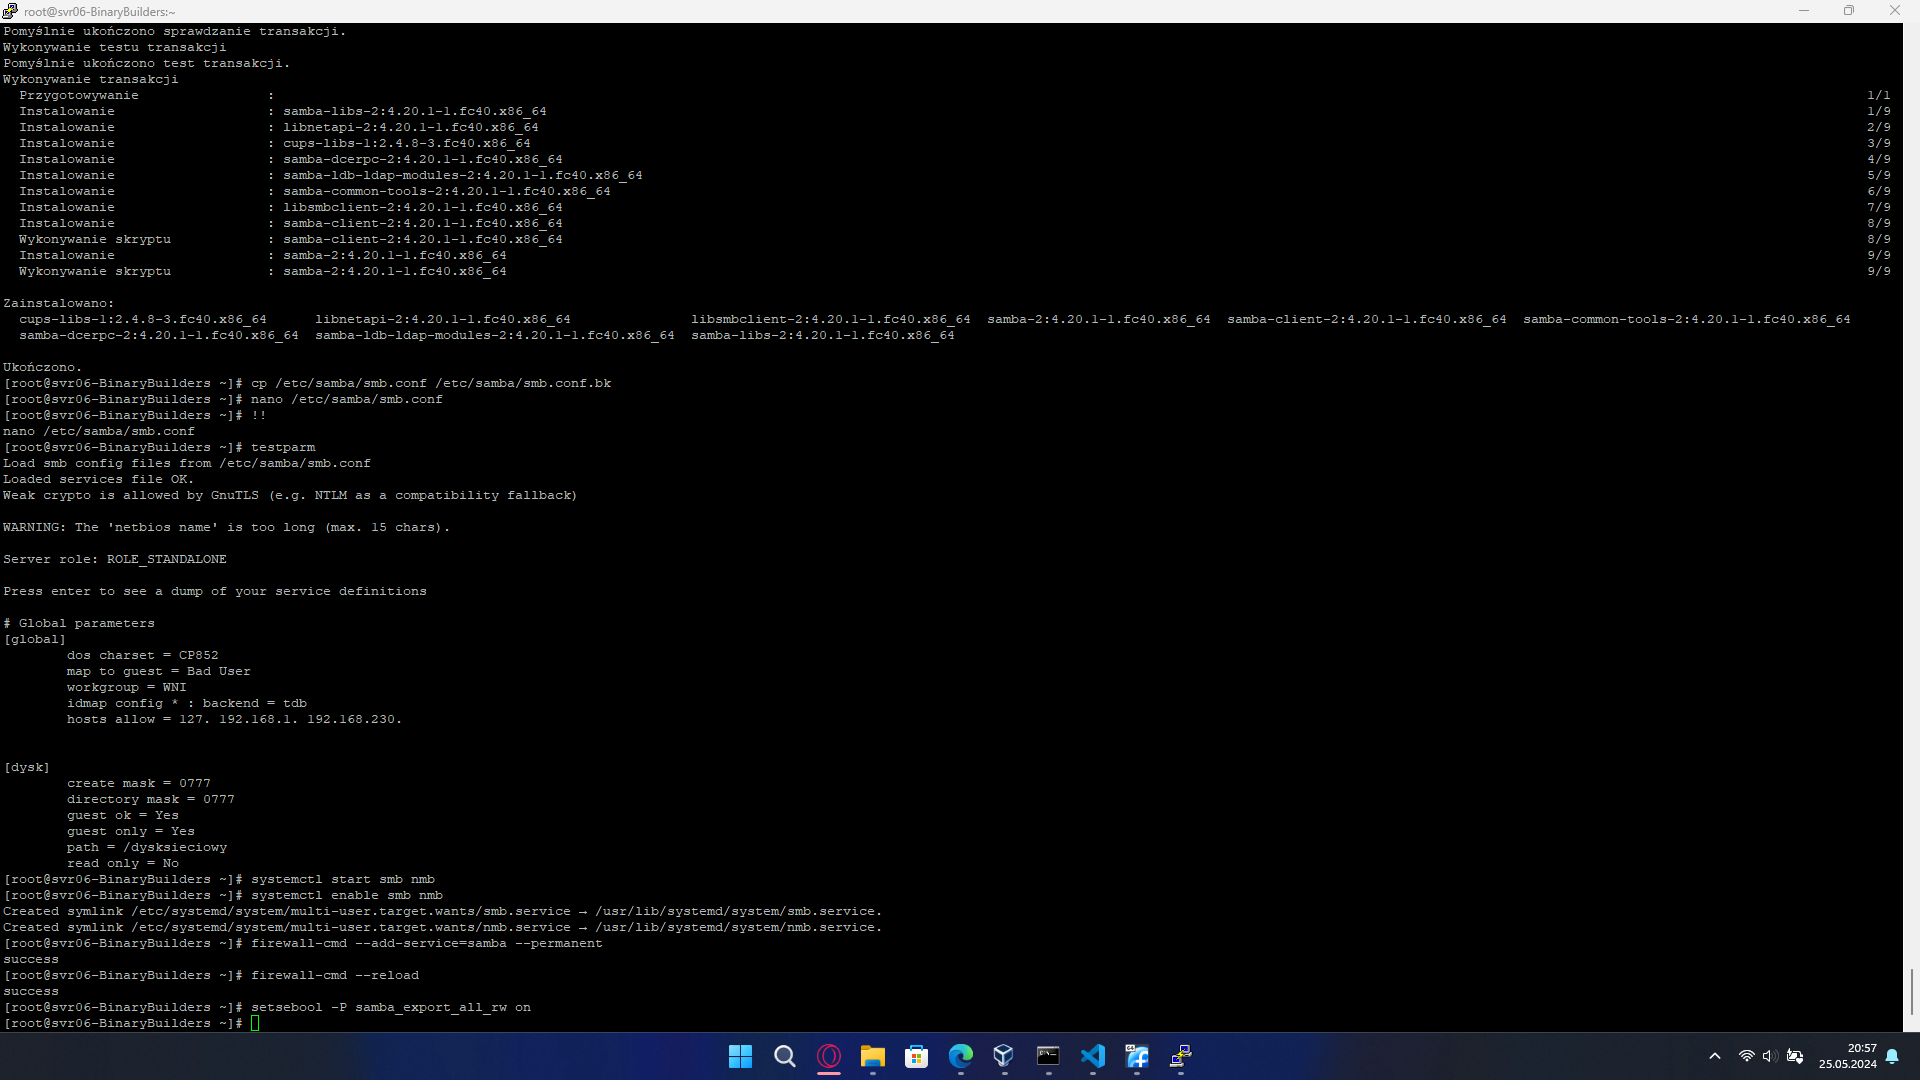 root@svr06-BinaryBuilders:~
Pomyślnie ukończono sprawdzanie transakcji.
Wykonywanie testu transakcji
Pomyślnie ukończono test transakcji.
Wykonywanie transakcji
Przygotowywanie : 1/1
Instalowanie : samba-libs-2:4.20.1-1.fc40.x86_64 1/9
Instalowanie : libnetapi-2:4.20.1-1.fc40.x86_64 2/9
Instalowanie : cups-libs-1:2.4.8-3.fc40.x86_64 3/9
Instalowanie : samba-dcerpc-2:4.20.1-1.fc40.x86_64 4/9
Instalowanie : samba-ldb-ldap-modules-2:4.20.1-1.fc40.x86_64 5/9
Instalowanie : samba-common-tools-2:4.20.1-1.fc40.x86_64 6/9
Instalowanie : libsmbclient-2:4.20.1-1.fc40.x86_64 7/9
Instalowanie : samba-client-2:4.20.1-1.fc40.x86_64 8/9
Wykonywanie skryptu : samba-client-2:4.20.1-1.fc40.x86_64 8/9
Instalowanie : samba-2:4.20.1-1.fc40.x86_64 9/9
Wykonywanie skryptu : samba-2:4.20.1-1.fc40.x86_64 9/9
Zainstalowano:
cups-libs-1:2.4.8-3.fc40.x86_64 libnetapi-2:4.20.1-1.fc40.x86_64 libsmbclient-2:4.20.1-1.fc40.x86_64 samba-2:4.20.1-1.fc40.x86_64 samba-client-2:4.20.1-1.fc40.x86_64 samba-common-tools-2:4.20.1-1.fc40.x86_64
samba-dcerpc-2:4.20.1-1.fc40.x86_64 samba-ldb-ldap-modules-2:4.20.1-1.fc40.x86_64 samba-libs-2:4.20.1-1.fc40.x86_64
Ukończono.
[root@svr06-BinaryBuilders ~]# cp /etc/samba/smb.conf /etc/samba/smb.conf.bk
[root@svr06-BinaryBuilders ~]# nano /etc/samba/smb.conf
[root@svr06-BinaryBuilders ~]# !!
nano /etc/samba/smb.conf
[root@svr06-BinaryBuilders ~]# testparm
Load smb config files from /etc/samba/smb.conf
Loaded services file OK.
Weak crypto is allowed by GnuTLS (e.g. NTLM as a compatibility fallback)
WARNING: The 'netbios name' is too long (max. 15 chars).
Server role: ROLE_STANDALONE
Press enter to see a dump of your service definitions
# Global parameters
[global]
dos charset = CP852
map to guest = Bad User
workgroup = WNI
idmap config * : backend = tdb
hosts allow = 127. 192.168.1. 192.168.230.
[dysk]
create mask = 0777
directory mask = 0777
guest ok = Yes
guest only = Yes
path = /dysksieciowy
read only = No
[root@svr06-BinaryBuilders ~]# systemctl start smb nmb
[root@svr06-BinaryBuilders ~]# systemctl enable smb nmb
Created symlink /etc/systemd/system/multi-user.target.wants/smb.service → /usr/lib/systemd/system/smb.service.
Created symlink /etc/systemd/system/multi-user.target.wants/nmb.service → /usr/lib/systemd/system/nmb.service.
[root@svr06-BinaryBuilders ~]# firewall-cmd --add-service=samba --permanent
success
[root@svr06-BinaryBuilders ~]# firewall-cmd --reload
success
[root@svr06-BinaryBuilders ~]# setsebool -P samba_export_all_rw on
[root@svr06-BinaryBuilders ~]#
20:57
25.05.2024